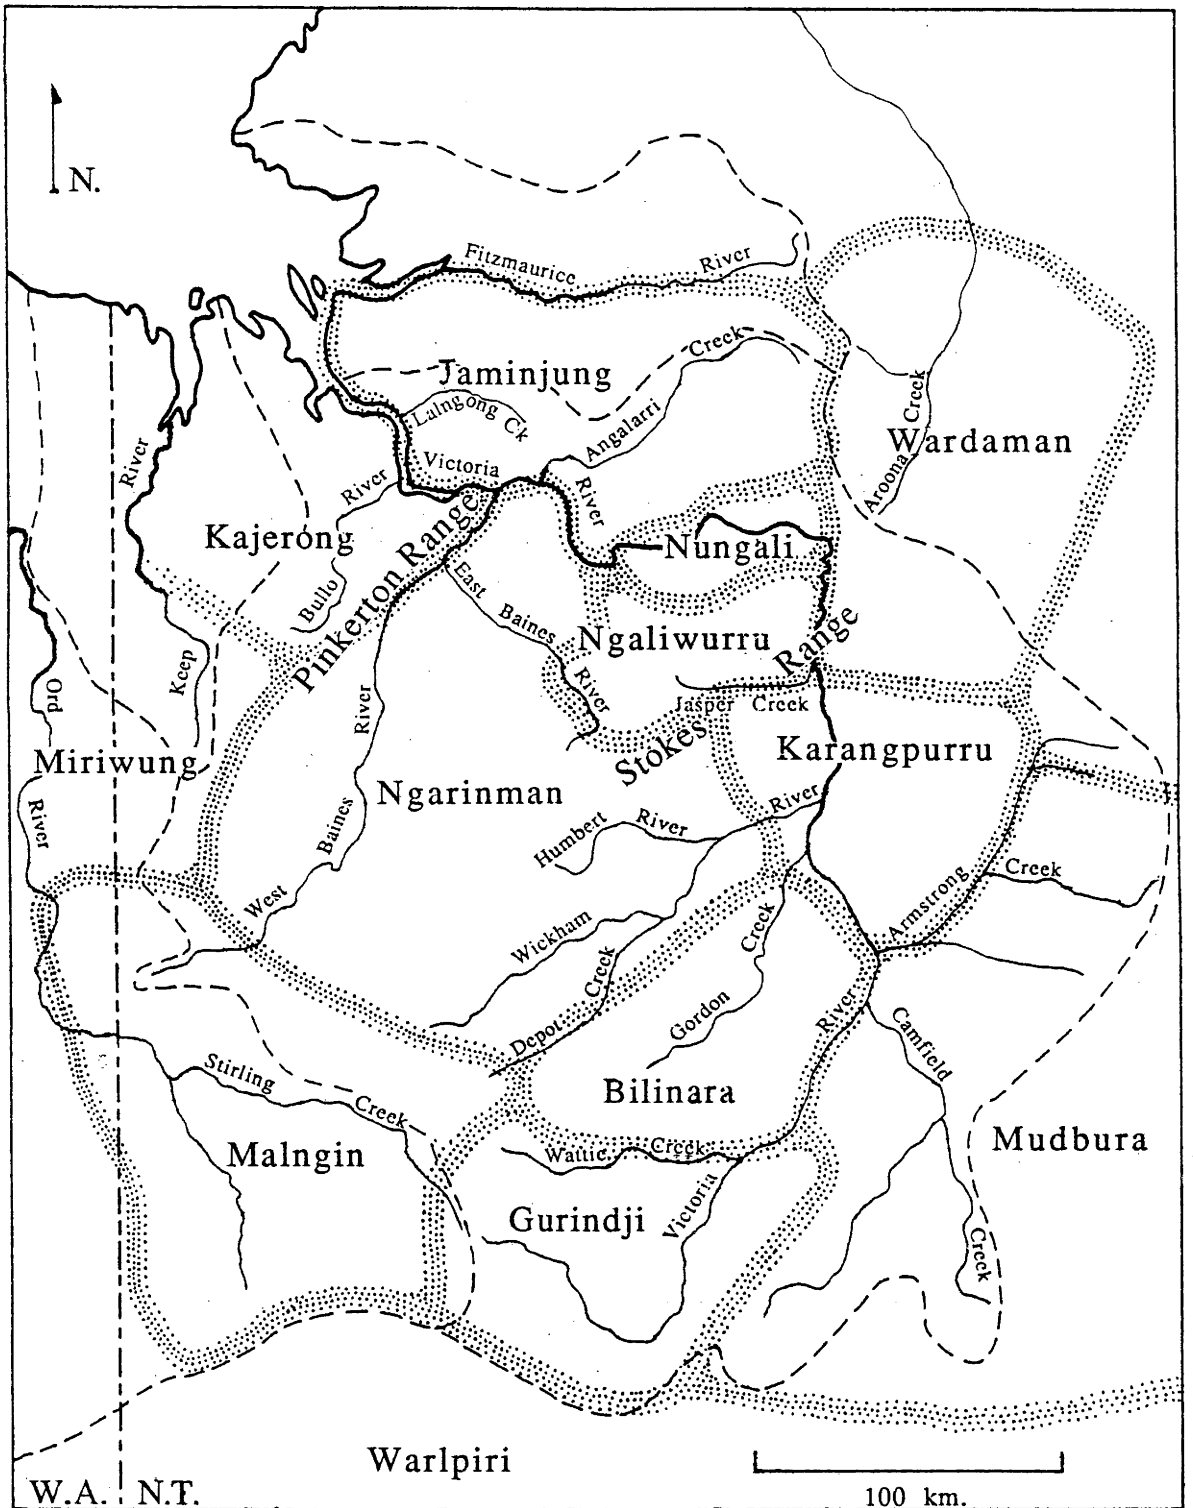 N.
Fitzmaurice River
Jaminjung
Creek
Angalarri
Lalngong Ck
Victoria
River
Aroona Creek
Wardaman
River
River
Kajerong
Bullo
Pinkerton Range
Nungali
East Baines River
Ngaliwurru
Stokes Range
Jasper Creek
Keep
Ord
River
Miriwung
River
Karangpurru
Ngarinman
West Baines
Humbert River
River
Armstrong
Creek
Wickham
Depot Creek
Gordon Creek
River
Camfield
Bilinara
Stirling Creek
Mudbura
Malngin
Wattie Creek
Victoria
Gurindji
Creek
Warlpiri
W.A. N.T.
100 km.